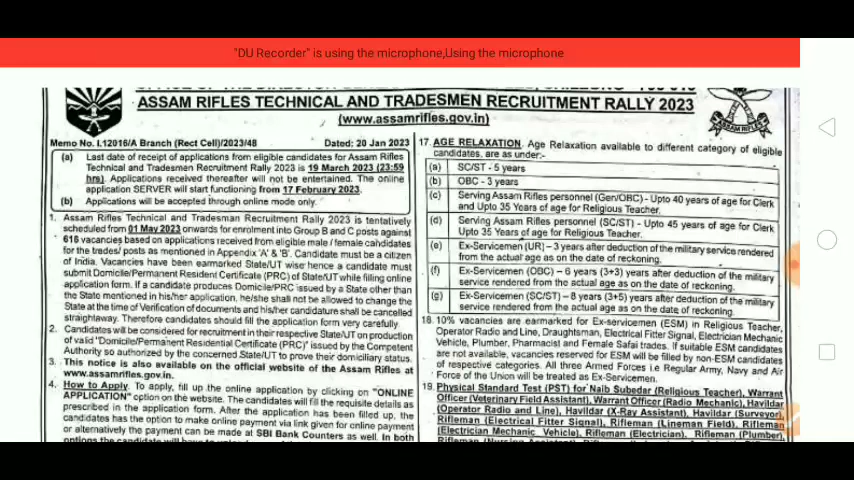 "DU Recorder" is using the microphone,Using the microphone
ASSAM RIFLES TECHNICAL AND TRADESMEN RECRUITMENT RALLY 2023
(www.assamrifles.gov.in)
ASSAM RIFLES
Memo No. I.12016/A Branch (Rect Cell)/2023/48 Dated: 20 Jan 2023
(a) Last date of receipt of applications from eligible candidates for Assam Rifles
Technical and Tradesmen Recruitment Rally 2023 is 19 March 2023 (23:59
hrs). Applications received thereafter will not be entertained. The online
application SERVER will start functioning from 17 February 2023.
(b) Applications will be accepted through online mode only.
1. Assam Rifles Technical and Tradesman Recruitment Rally 2023 is tentatively
scheduled from 01 May 2023 onwards for enrolment into Group B and C posts against
616 vacancies based on applications received from eligible male / female candidates
for the trades/ posts as mentioned in Appendix 'A' & 'B'. Candidate must be a citizen
of India. Vacancies have been earmarked State/UT wise hence a candidate must
submit Domicile/Permanent Resident Certificate (PRC) of State/UT while filling online
application form. If a candidate produces Domicile/PRC issued by a State other than
the State mentioned in his/her application, he/she shall not be allowed to change the
State at the time of Verification of documents and his/her candidature shall be cancelled
straightaway. Therefore candidates should fill the application form very carefully.
2. Candidates will be considered for recruitment in their respective State/UT on production
of valid "Domicile/Permanent Residential Certificate (PRC)" issued by the Competent
Authority so authorized by the concerned State/UT to prove their domiciliary status.
3. This notice is also available on the official website of the Assam Rifles at
www.assamrifles.gov.in.
4. How to Apply. To apply, fill up the online application by clicking on "ONLINE
APPLICATION" option on the website. The candidates will fill the requisite details as
prescribed in the application form. After the application has been filled up, the
candidates has the option to make online payment via link given for online payment
or alternatively the payment can be made at SBI Bank Counters as well. In both
17. AGE RELAXATION. Age Relaxation available to different category of eligible
candidates, are as under:-
(a) SC/ST - 5 years
(b) OBC - 3 years
(c) Serving Assam Rifles personnel (Gen/OBC) - Upto 40 years of age for Clerk
and Upto 35 Years of age for Religious Teacher.
(d) Serving Assam Rifles personnel (SC/ST) - Upto 45 years of age for Clerk
Upto 35 Years of age for Religious Teacher.
(e) Ex-Servicemen (UR) – 3 years after deduction of the military service rendered
from the actual age as on the date of reckoning.
(f) Ex-Servicemen (OBC) – 6 years (3+3) years after deduction of the military
service rendered from the actual age as on the date of reckoning.
(g) Ex-Servicemen (SC/ST) – 8 years (3+5) years after deduction of the military
service rendered from the actual age as on the date of reckoning.
18. 10% vacancies are earmarked for Ex-servicemen (ESM) in Religious Teacher,
Operator Radio and Line, Draughtsman, Electrical Fitter Signal, Electrician Mechanic
Vehicle, Plumber, Pharmacist and Female Safai trades. If suitable ESM candidates
are not available, vacancies reserved for ESM will be filled by non-ESM candidates
of respective categories. All three Armed Forces i.e Regular Army, Navy and Air
Force of the Union will be treated as Ex-Servicemen.
19. Physical Standard Test (PST) for Naib Subedar (Religious Teacher), Warrant
Officer (Veterinary Field Assistant), Warrant Officer (Radio Mechanic), Havildar
(Operator Radio and Line), Havildar (X-Ray Assistant), Havildar (Surveyor),
Rifleman (Electrical Fitter Signal), Rifleman (Lineman Field), Rifleman
(Electrician Mechanic Vehicle), Rifleman (Electrician), Rifleman (Plumber),